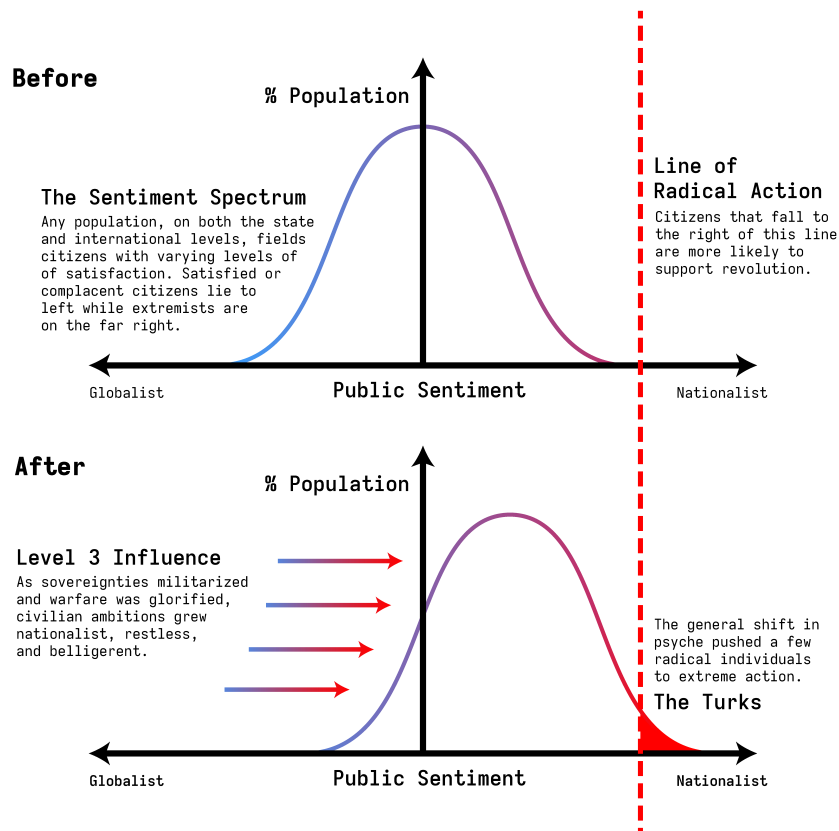 Before
% Population
The Sentiment Spectrum
Any population, on both the state
and international levels, fields
citizens with varying levels of
of satisfaction. Satisfied or
complacent citizens lie to
left while extremists are
on the far right.
Line of
Radical Action
Citizens that fall to
the right of this line
are more likely to
support revolution.
Globalist
Public Sentiment
Nationalist
After
% Population
Level 3 Influence
As sovereignties militarized
and warfare was glorified,
civilian ambitions grew
nationalist, restless,
and belligerent.
The general shift in
psyche pushed a few
radical individuals
to extreme action.
The Turks
Globalist
Public Sentiment
Nationalist